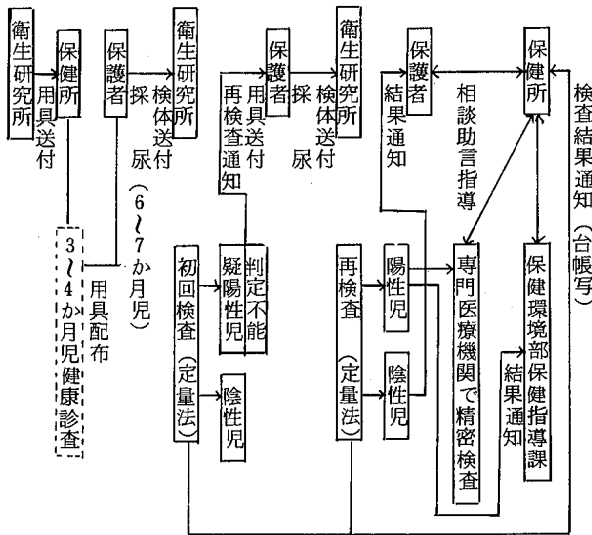 衛生研究所
用具送付
保健所
3〜4か月児健康診査
用具配布
保護者
採尿(6〜7か月児)
検体送付
衛生研究所
初回検査(定量法)
疑陽性児
判定不能
陰性児
再検査通知
用具送付
保護者
採尿
検体送付
衛生研究所
再検査(定量法)
陽性児
陰性児
結果通知
保護者
相談助言指導
専門医療機関で精密検査
保健所
結果通知
保健環境部保健指導課
検査結果通知(台帳写)